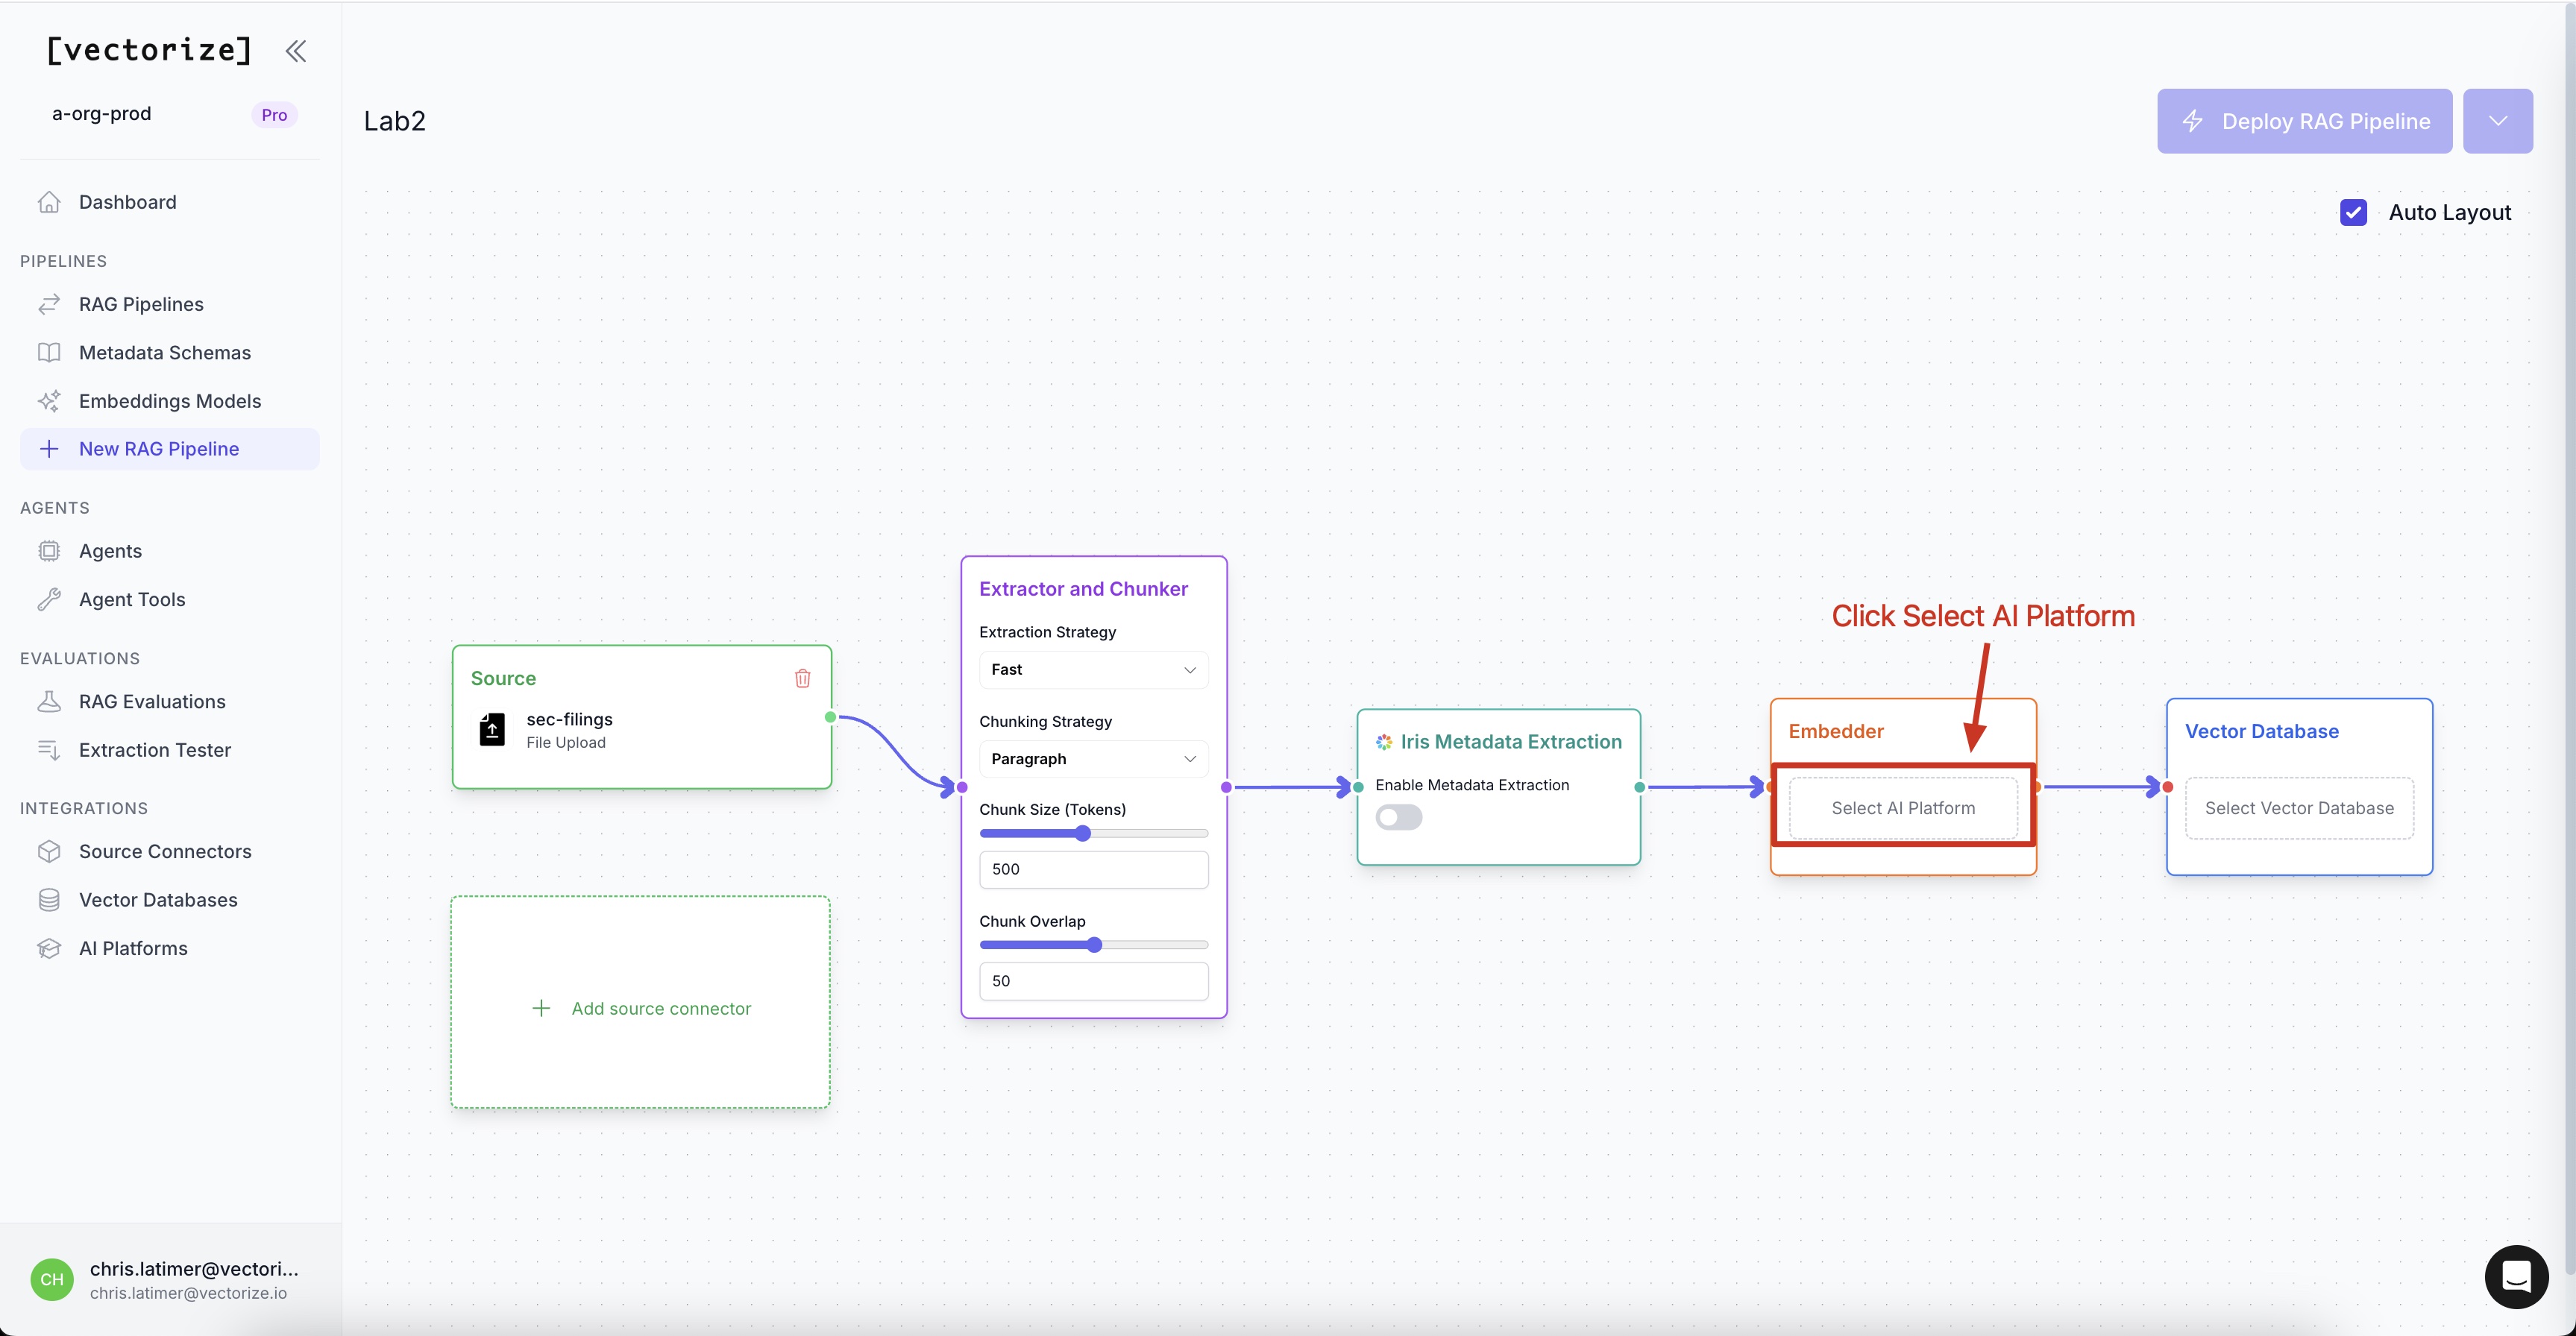 [vectorize]
a-org-prod
Pro
Dashboard
PIPELINES
RAG Pipelines
Metadata Schemas
Embeddings Models
New RAG Pipeline
AGENTS
Agents
Agent Tools
EVALUATIONS
RAG Evaluations
Extraction Tester
INTEGRATIONS
Source Connectors
Vector Databases
AI Platforms
CH
chris.latimer@vectori...
chris.latimer@vectorize.io
Lab2
Deploy RAG Pipeline
Auto Layout
Source
sec-filings
File Upload
Add source connector
Extractor and Chunker
Extraction Strategy
Fast
Chunking Strategy
Paragraph
Chunk Size (Tokens)
500
Chunk Overlap
50
Iris Metadata Extraction
Enable Metadata Extraction
Click Select AI Platform
Embedder
Select AI Platform
Vector Database
Select Vector Database